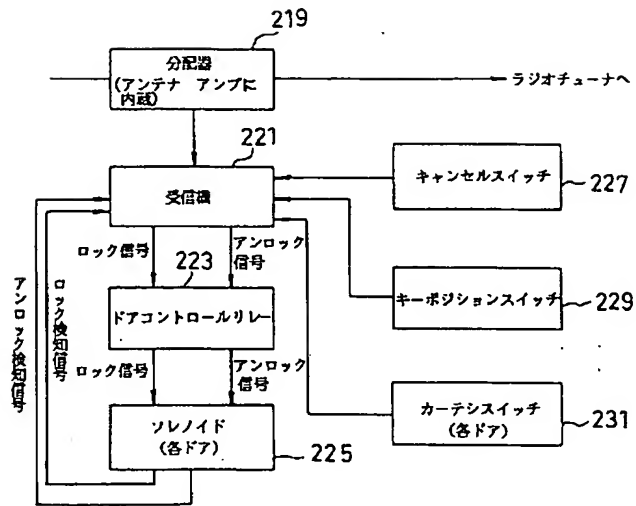 219
分配器
(アンテナ アンプに
内蔵)
ラジオチューナへ
221
受信機
キャンセルスイッチ
227
ロック信号
アンロック
信号
223
ドアコントロールリレー
キーポジションスイッチ
229
アンロック検知信号
ロック検知信号
ロック信号
アンロック
信号
ソレノイド
(各ドア)
225
カーテシスイッチ
(各ドア)
231